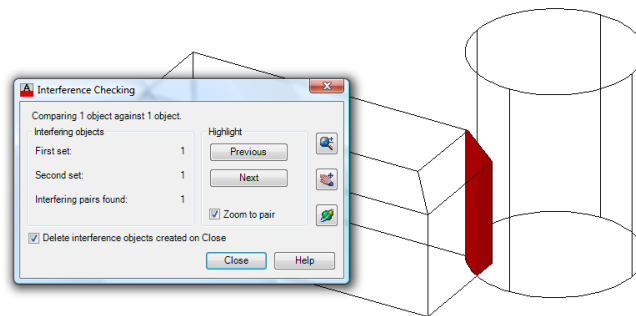 Interference Checking
Comparing 1 object against 1 object.
Interfering objects
First set: 1
Second set: 1
Interfering pairs found: 1
Highlight
Previous
Next
Zoom to pair
Delete interference objects created on Close
Close Help